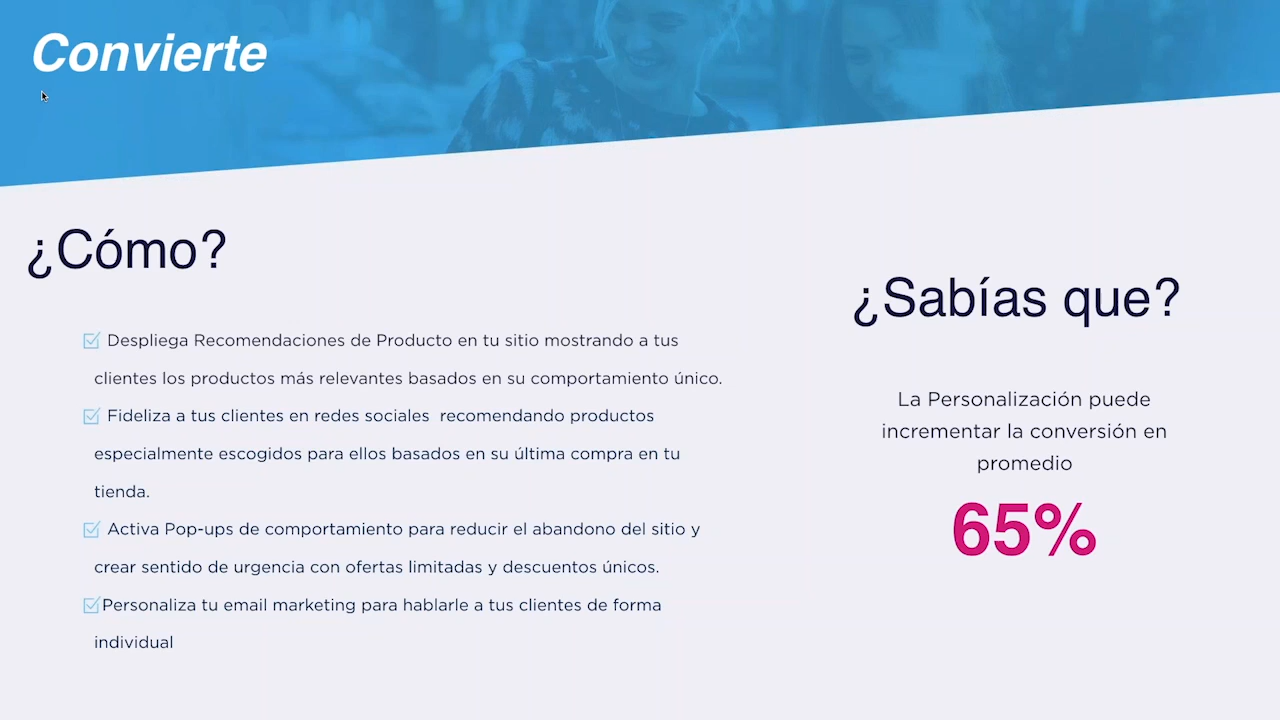 Convierte
¿Cómo?
Despliega Recomendaciones de Producto en tu sitio mostrando a tus
clientes los productos más relevantes basados en su comportamiento único.
Fideliza a tus clientes en redes sociales  recomendando productos
especialmente escogidos para ellos basados en su última compra en tu
tienda.
Activa Pop-ups de comportamiento para reducir el abandono del sitio y
crear sentido de urgencia con ofertas limitadas y descuentos únicos.
Personaliza tu email marketing para hablarle a tus clientes de forma
individual
¿Sabías que?
La Personalización puede
incrementar la conversión en
promedio
65%